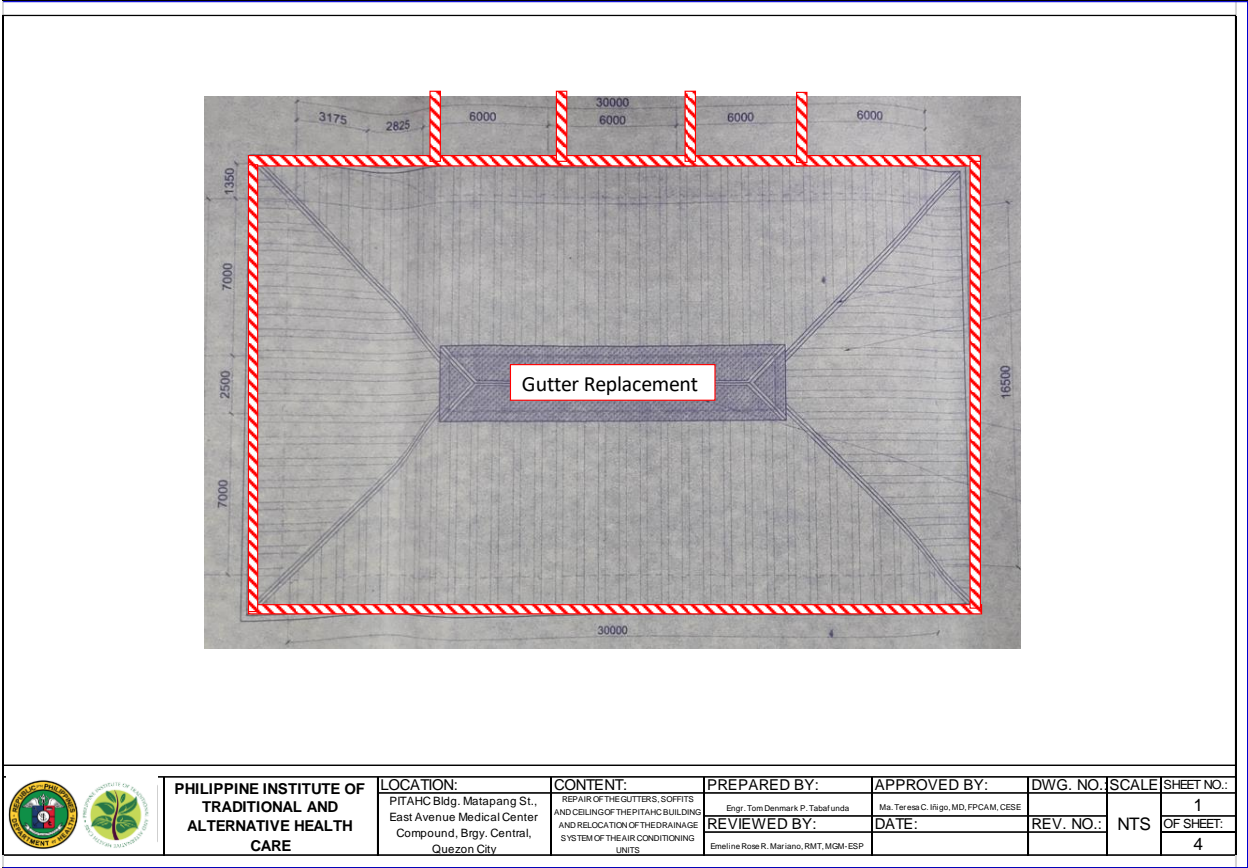 30000
3175
2825
6000
6000
6000
6000
1350
7000
2500
7000
16500
Gutter Replacement
30000
REPUBLIC PHILIPPINES
DEPARTMENT OF HEALTH
PHILIPPINE INSTITUTE OF
TRADITIONAL AND
ALTERNATIVE HEALTH
CARE
LOCATION:
PITAHC Bldg. Matapang St.,
East Avenue Medical Center
Compound, Brgy. Central,
Quezon City
CONTENT:
REPAIR OF THE GUTTERS, SOFFITS
AND CEILING OF THE PITAHC BUILDING
AND RELOCATION OF THE DRAINAGE
SYSTEM OF THE AIR CONDITIONING
UNITS
PREPARED BY:
Engr. Tom Denmark P. Tabafunda
REVIEWED BY:
Emeline Rose R. Mariano, RMT, MGM-ESP
APPROVED BY:
Ma. Teresa C. Iñigo, MD, FPCAM, CESE
DATE:
DWG. NO.:
REV. NO.:
SCALE
NTS
SHEET NO.:
1
OF SHEET:
4